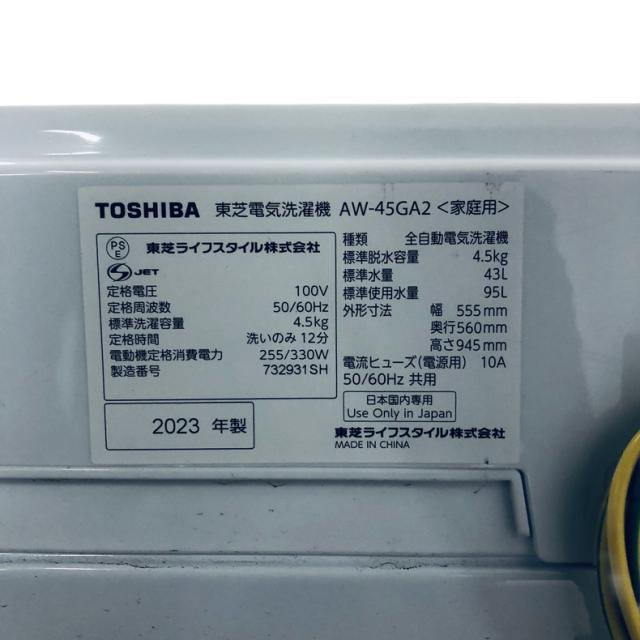 TOSHIBA 東芝電気洗濯機 AW-45GA2 <家庭用>
PS
E
東芝ライフスタイル株式会社
S JET
定格電圧 100V
定格周波数 50/60Hz
標準洗濯容量 4.5kg
定格時間 洗いのみ 12分
電動機定格消費電力 255/330W
製造番号 732931SH
2023 年製
種類 全自動電気洗濯機
標準脱水容量 4.5kg
標準水量 43L
標準使用水量 95L
外形寸法 幅 555mm
奥行560mm
高さ945mm
電流ヒューズ(電源用) 10A
50/60Hz 共用
日本国内専用
Use Only in Japan
東芝ライフスタイル株式会社
MADE IN CHINA